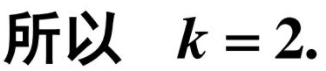 所以 k = 2.